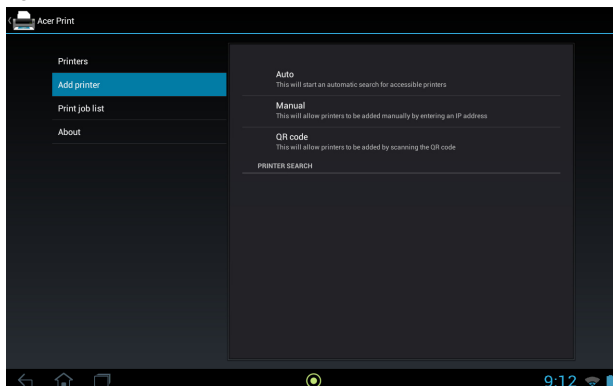 Acer Print
Printers
Add printer
Print job list
About
Auto
This will start an automatic search for accessible printers
Manual
This will allow printers to be added manually by entering an IP address
QR code
This will allow printers to be added by scanning the QR code
PRINTER SEARCH
9:12